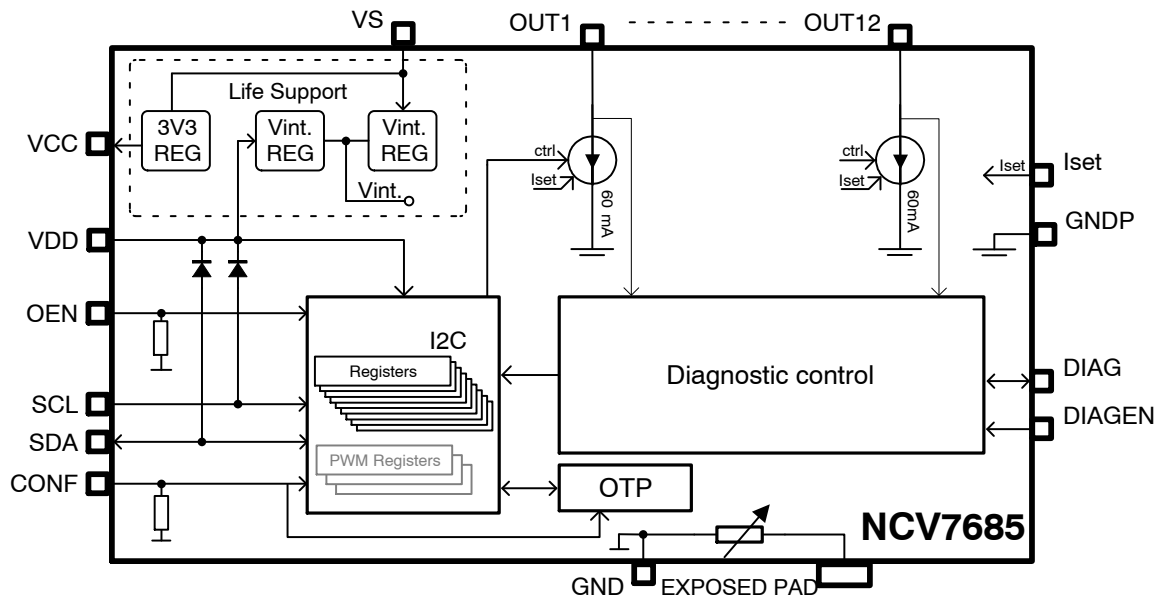 VS
OUT1
OUT12
Life Support
3V3
REG
Vint.
REG
Vint.
REG
Vint.
VCC
VDD
OEN
SCL
SDA
CONF
ctrl
Iset
60 mA
ctrl
Iset
60mA
Iset
Iset
GNDP
DIAG
DIAGEN
I2C
Registers
PWM Registers
Diagnostic control
OTP
NCV7685
GND
EXPOSED PAD